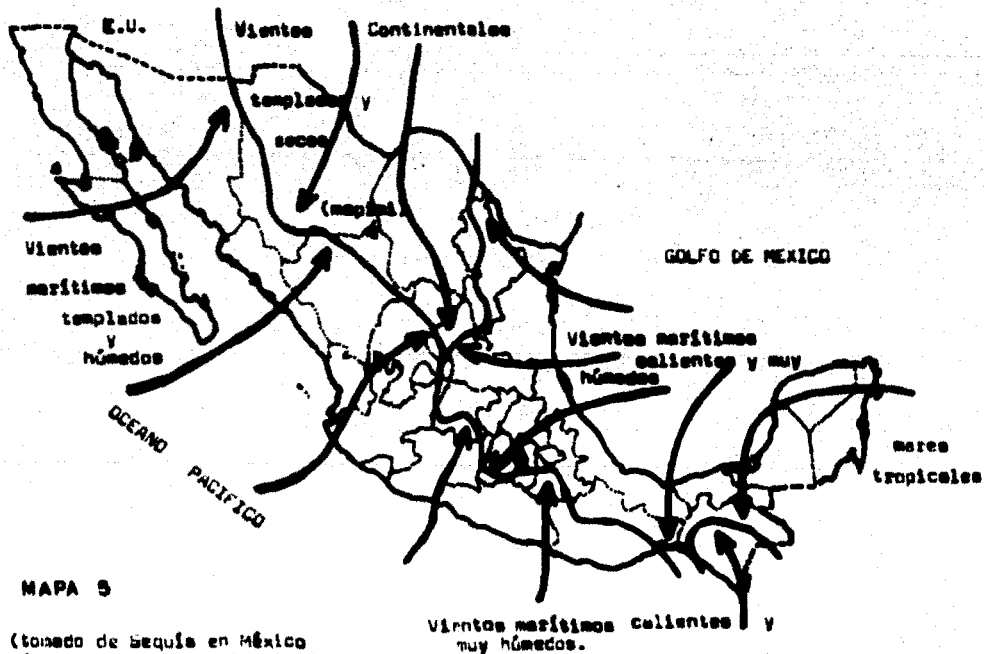 E.U.
Vientos Continentales
templados y
secos
(mapimí)
Vientos
marítimos
templados
y
húmedos
GOLFO DE MEXICO
Vientos marítimos
calientes y muy
húmedos
OCEANO PACIFICO
mares
tropicales
MAPA 5
(tomado de Sequía en México
Vientos marítimos calientes y
muy húmedos.